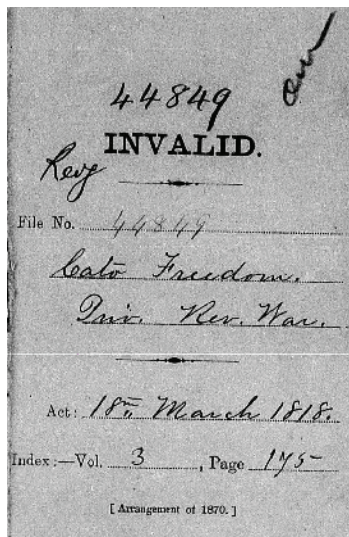 44849
INVALID.
File No. 44849
Cato Freedom.
Priv. Rev. War.
Act: 18th March 1818.
Index:—Vol. 3, Page 175
[ Arrangement of 1870. ]